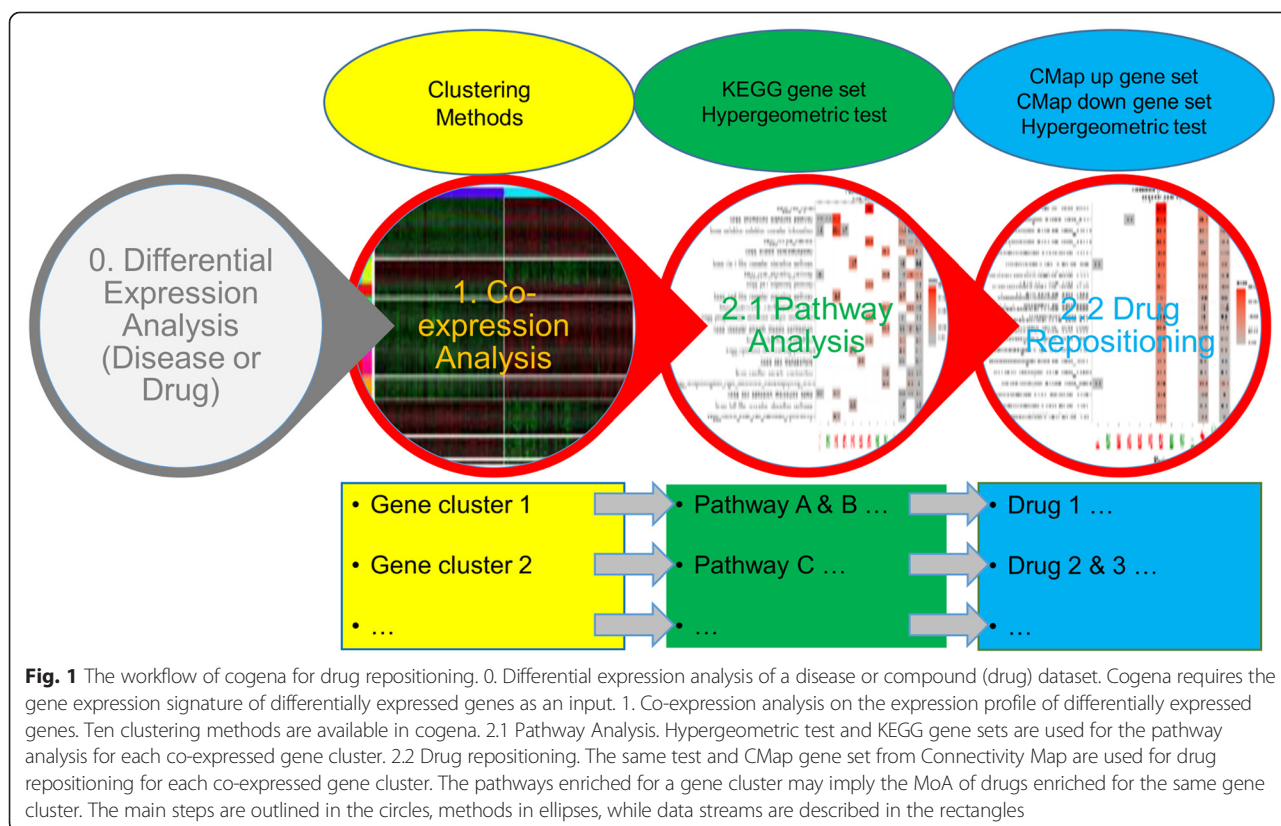 Clustering
Methods
KEGG gene set
Hypergeometric test
CMap up gene set
CMap down gene set
Hypergeometric test
0. Differential
Expression
Analysis
(Disease or
Drug)
1. Co-
expression
Analysis
2.1 Pathway
Analysis
2.2 Drug
Repositioning
• Gene cluster 1
• Gene cluster 2
• ...
• Pathway A & B ...
• Pathway C ...
• ...
• Drug 1 ...
• Drug 2 & 3 ...
• ...
Fig. 1 The workflow of cogena for drug repositioning. 0. Differential expression analysis of a disease or compound (drug) dataset. Cogena requires the
gene expression signature of differentially expressed genes as an input. 1. Co-expression analysis on the expression profile of differentially expressed
genes. Ten clustering methods are available in cogena. 2.1 Pathway Analysis. Hypergeometric test and KEGG gene sets are used for the pathway
analysis for each co-expressed gene cluster. 2.2 Drug repositioning. The same test and CMap gene set from Connectivity Map are used for drug
repositioning for each co-expressed gene cluster. The pathways enriched for a gene cluster may imply the MoA of drugs enriched for the same gene
cluster. The main steps are outlined in the circles, methods in ellipses, while data streams are described in the rectangles